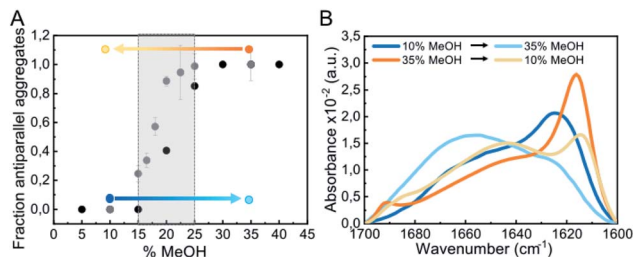 A
Fraction antiparallel aggregates
1,2
1,0
0,8
0,6
0,4
0,2
0,0
0 5 10 15 20 25 30 35 40 45
% MeOH
B
Absorbance x10⁻² (a.u.)
3,5
3,0
2,5
2,0
1,5
1,0
0,5
0,0
10% MeOH → 35% MeOH
35% MeOH → 10% MeOH
1700 1680 1660 1640 1620 1600
Wavenumber (cm⁻¹)